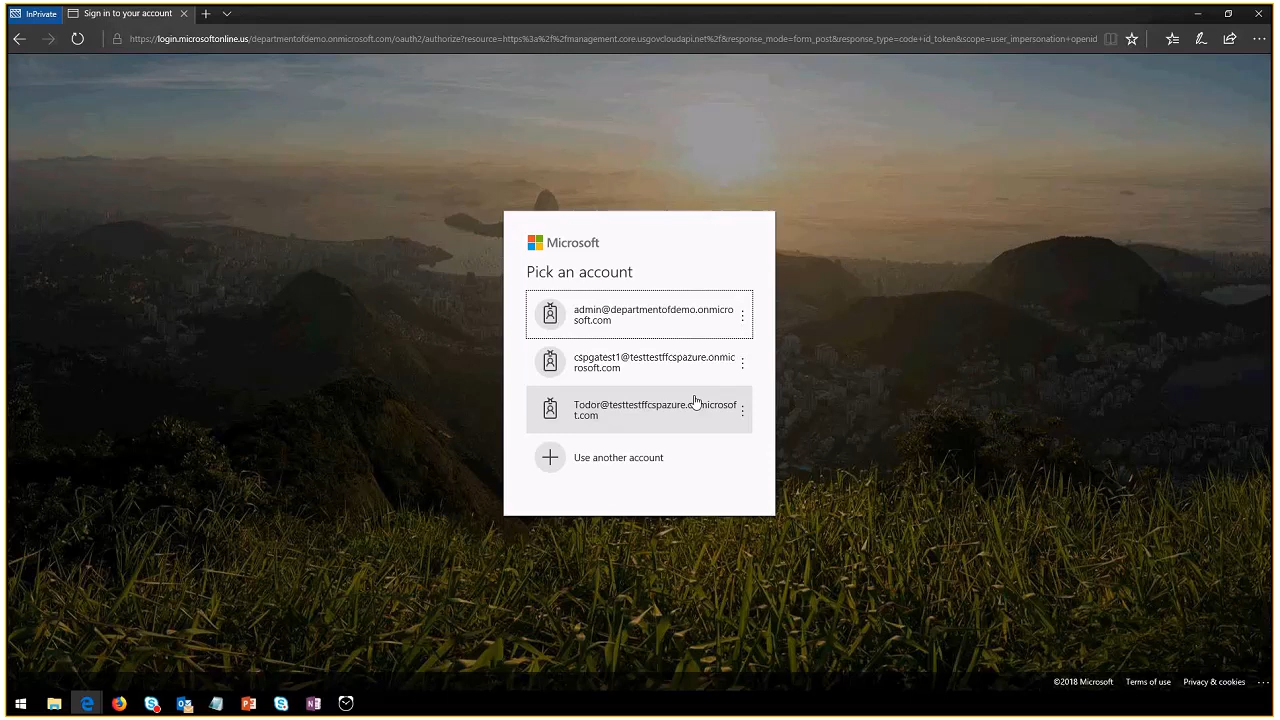 InPrivate
Sign in to your account
https://login.microsoftonline.us/departmentofdemo.onmicrosoft.com/oauth2/authorize?resource=https%3a%2f%2fmanagement.core.usgovcloudapi.net%2f&response_mode=form_post&response_type=code+id_token&scope=user_impersonation+openid
Microsoft
Pick an account
admin@departmentofdemo.onmicro
soft.com
cspgatest1@testtestffcspazure.onmic
rosoft.com
Todor@testtestffcspazure.onmicrosof
t.com
Use another account
©2018 Microsoft Terms of use Privacy & cookies ...